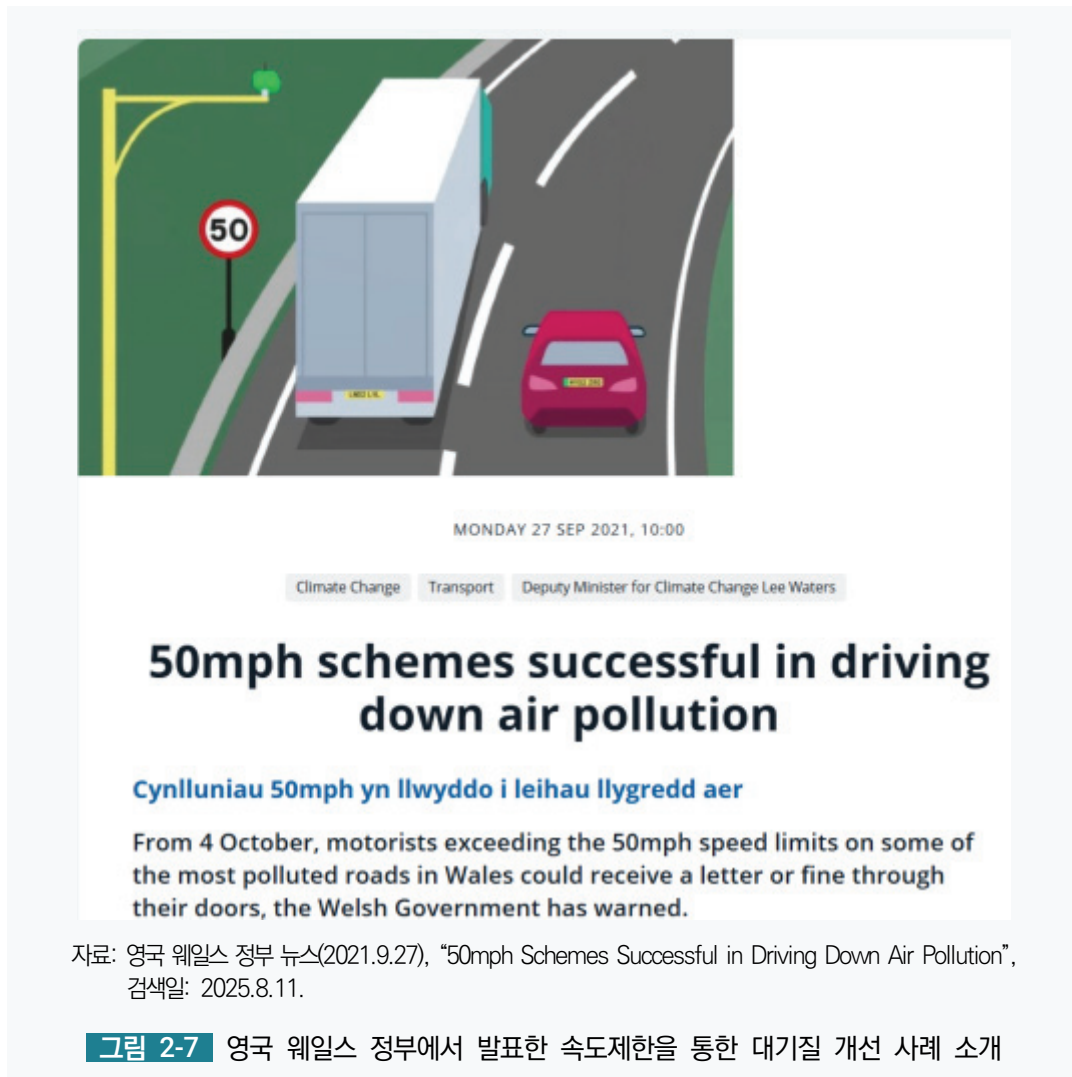 50
MONDAY 27 SEP 2021, 10:00
Climate Change Transport Deputy Minister for Climate Change Lee Waters
50mph schemes successful in driving
down air pollution
Cynlluniau 50mph yn llwyddo i leihau llygredd aer
From 4 October, motorists exceeding the 50mph speed limits on some of
the most polluted roads in Wales could receive a letter or fine through
their doors, the Welsh Government has warned.
자료: 영국 웨일스 정부 뉴스(2021.9.27), “50mph Schemes Successful in Driving Down Air Pollution”,
검색일: 2025.8.11.
그림 2-7 영국 웨일스 정부에서 발표한 속도제한을 통한 대기질 개선 사례 소개